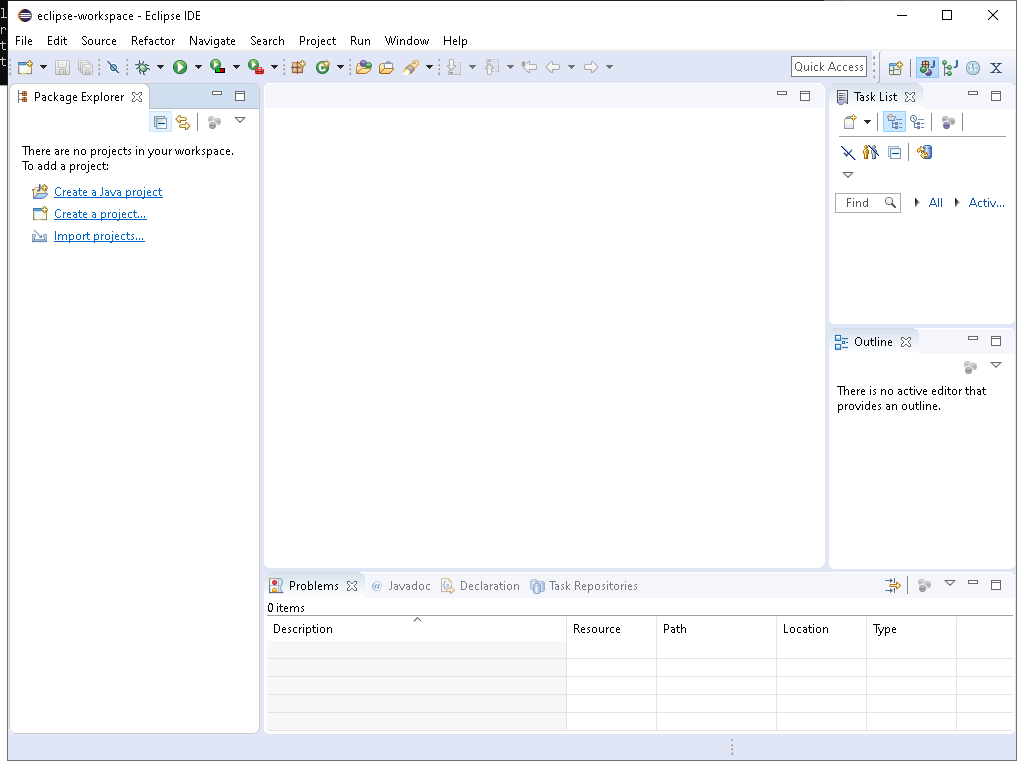 eclipse-workspace - Eclipse IDE
File Edit Source Refactor Navigate Search Project Run Window Help
Quick Access
Package Explorer
There are no projects in your workspace.
To add a project:
Create a Java project
Create a project...
Import projects...
Task List
Find All Activ...
Outline
There is no active editor that
provides an outline.
Problems @ Javadoc Declaration Task Repositories
0 items
Description Resource Path Location Type